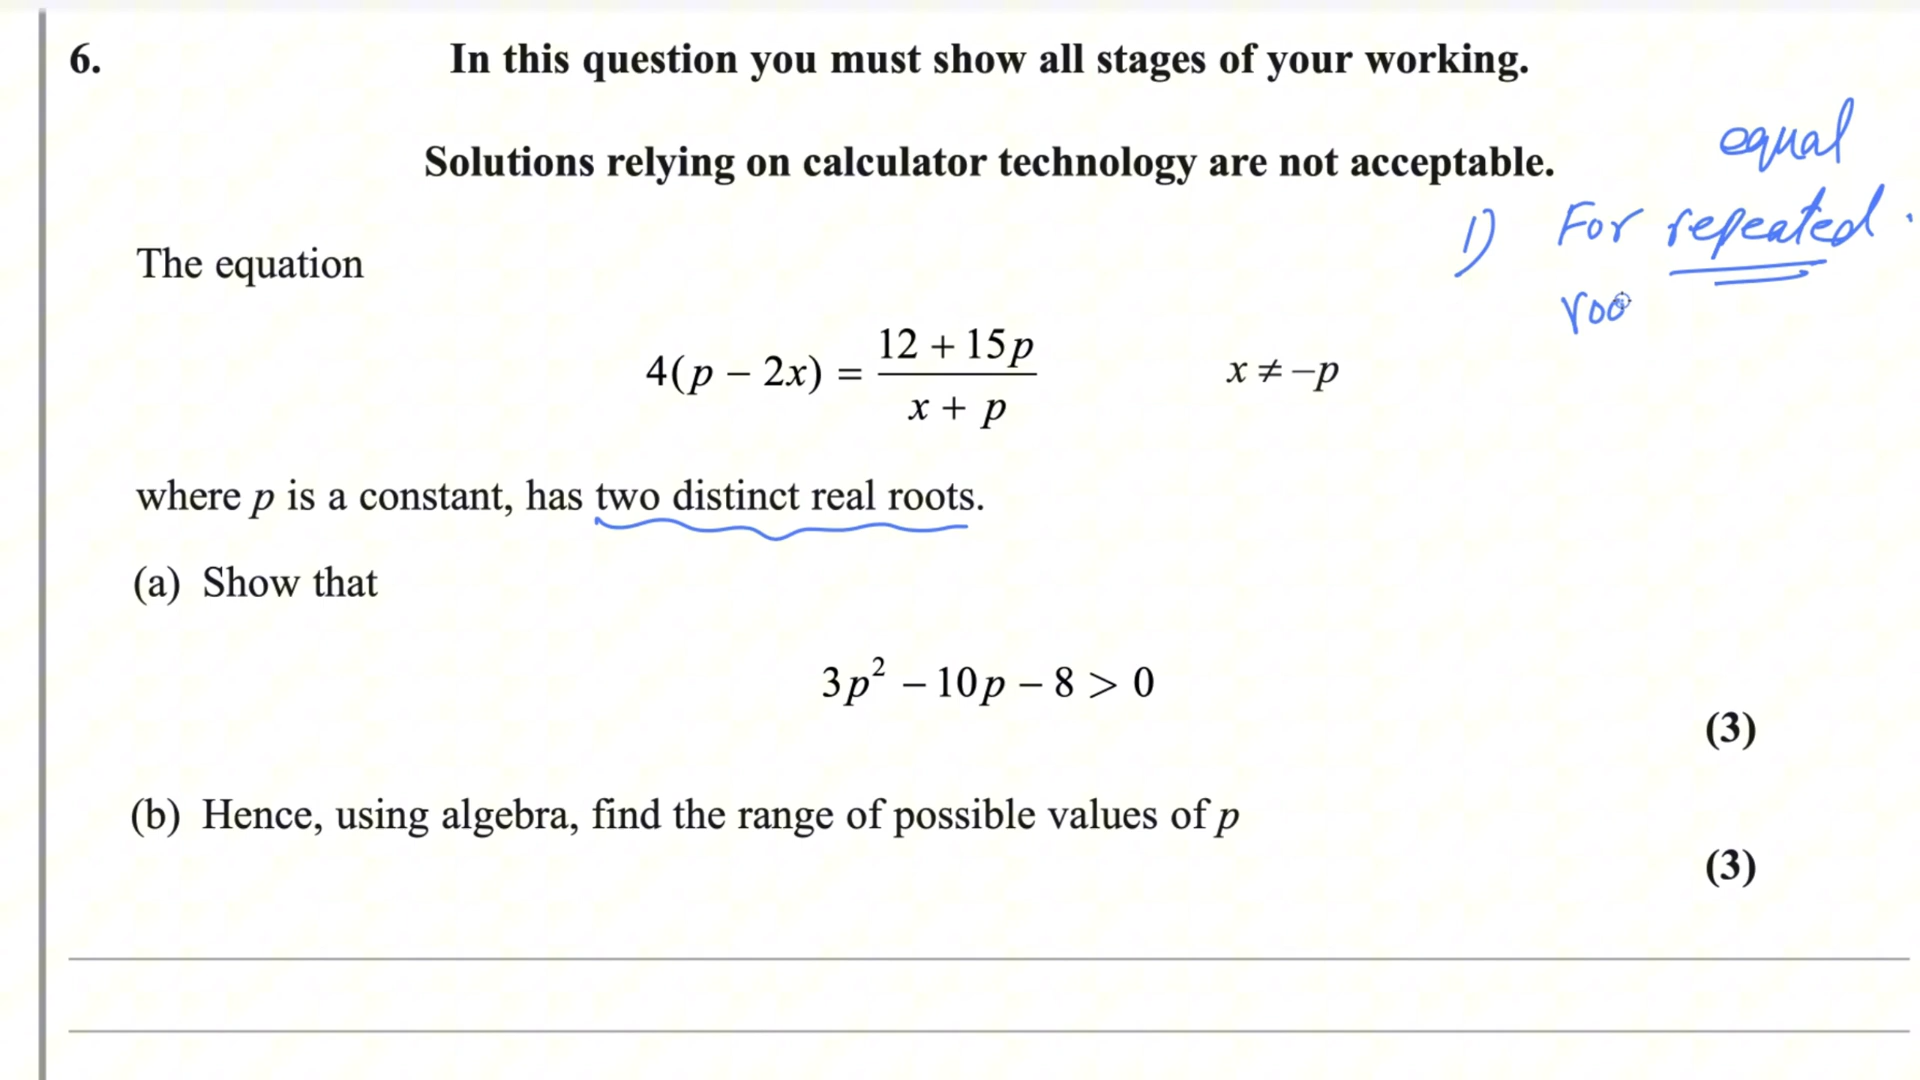 6. In this question you must show all stages of your working.
Solutions relying on calculator technology are not acceptable.
equal
1) For repeated.
roo
The equation
4(p − 2x) = (12 + 15p)/(x + p)    x ≠ −p
where p is a constant, has two distinct real roots.
(a) Show that
3p² − 10p − 8 > 0
(3)
(b) Hence, using algebra, find the range of possible values of p
(3)